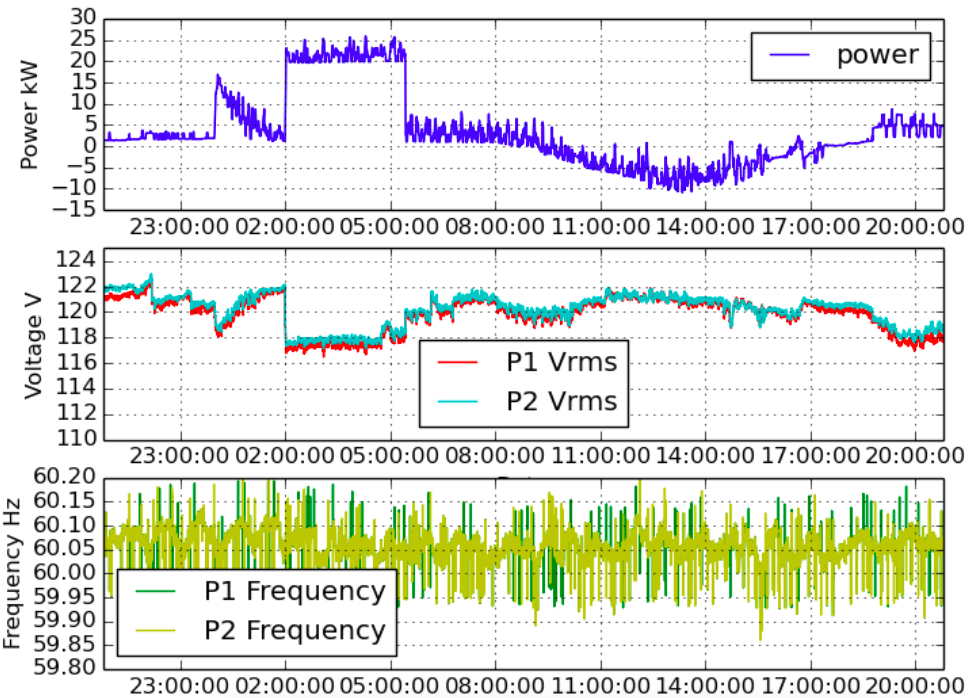 30
25
20
15
10
5
0
−5
−10
−15
Power kW
power
23:00:00 02:00:00 05:00:00 08:00:00 11:00:00 14:00:00 17:00:00 20:00:00
124
122
120
118
116
114
112
110
Voltage V
P1 Vrms
P2 Vrms
23:00:00 02:00:00 05:00:00 08:00:00 11:00:00 14:00:00 17:00:00 20:00:00
60.20
60.15
60.10
60.05
60.00
59.95
59.90
59.85
59.80
Frequency Hz
P1 Frequency
P2 Frequency
23:00:00 02:00:00 05:00:00 08:00:00 11:00:00 14:00:00 17:00:00 20:00:00